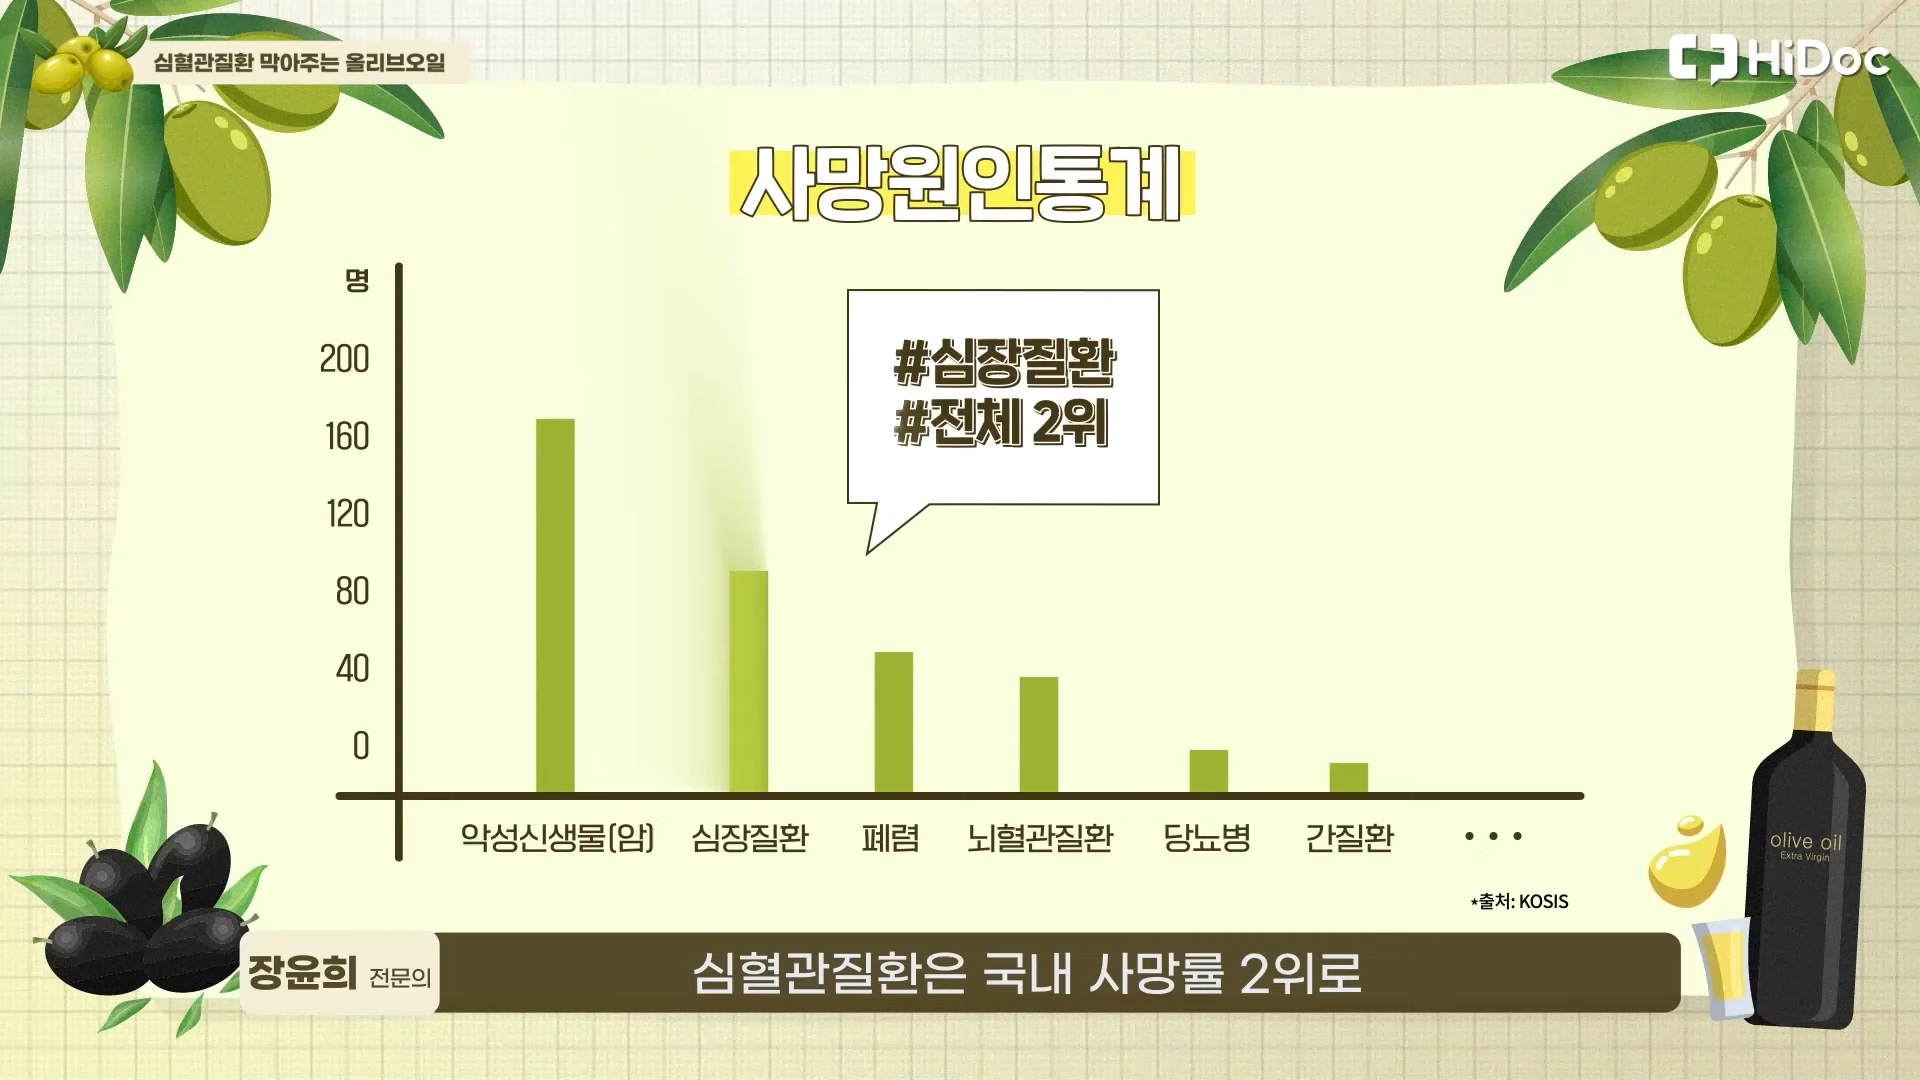 심혈관질환 막아주는 올리브오일
HiDoc
사망원인통계
명
200
160
120
80
40
0
#심장질환
#전체 2위
악성신생물(암) 심장질환 폐렴 뇌혈관질환 당뇨병 간질환 • • •
*출처: KOSIS
olive oil
Extra Virgin
장윤희 전문의
심혈관질환은 국내 사망률 2위로